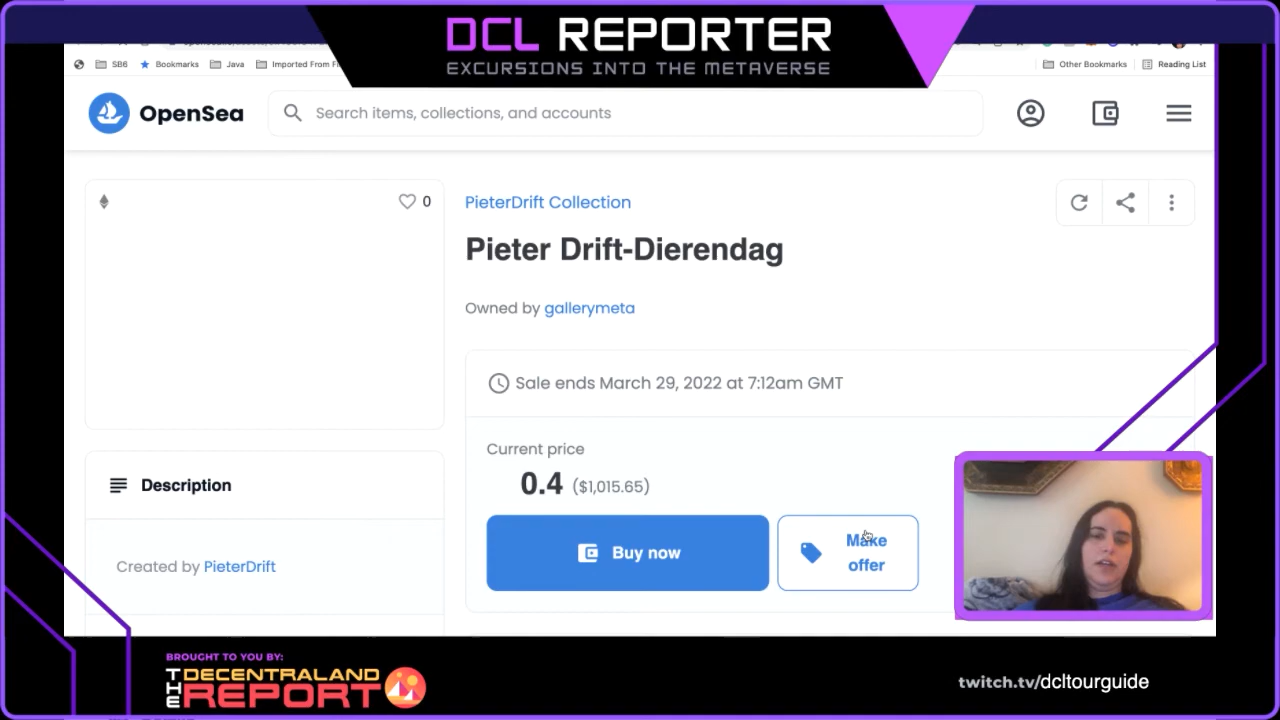 DCL REPORTER
EXCURSIONS INTO THE METAVERSE
SB6 Bookmarks Java Other Bookmarks Reading List
OpenSea
Search items, collections, and accounts
0
PieterDrift Collection
Pieter Drift-Dierendag
Owned by gallerymeta
Sale ends March 29, 2022 at 7:12am GMT
Current price
0.4 ($1,015.65)
Buy now
Make
offer
Description
Created by PieterDrift
BROUGHT TO YOU BY:
THE DECENTRALAND
REPORT
twitch.tv/dcltourguide